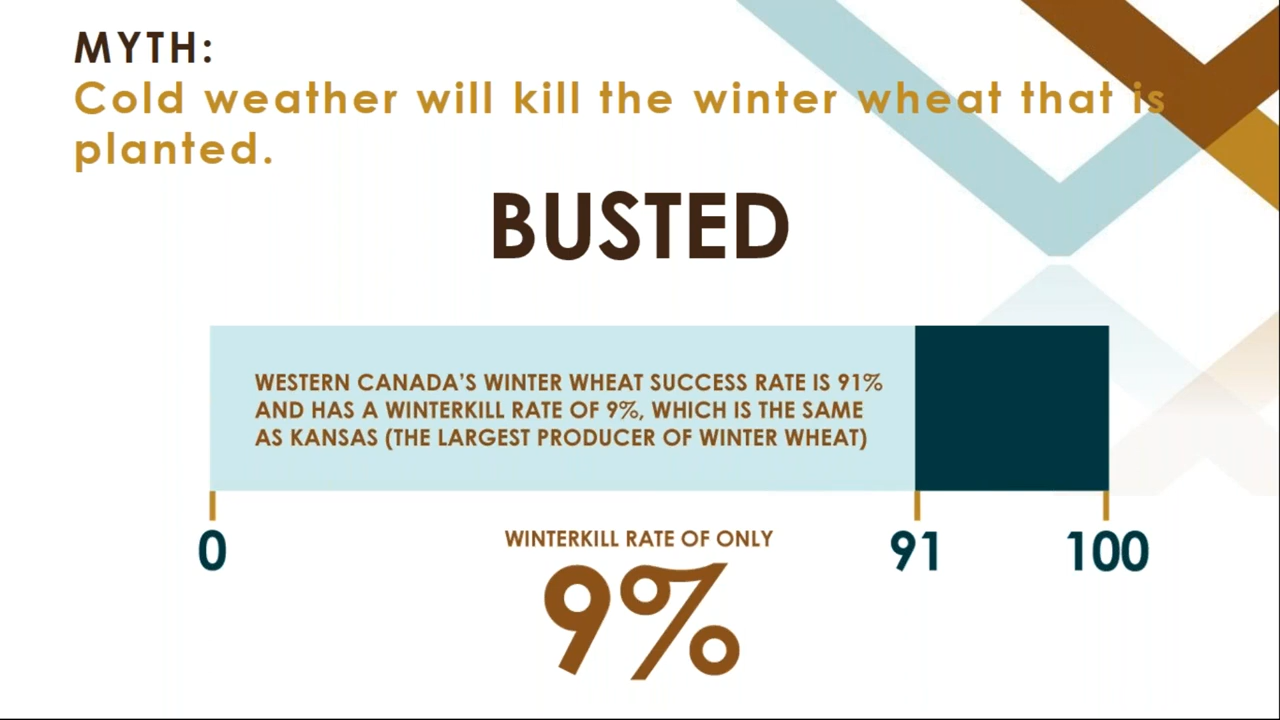 MYTH:
Cold weather will kill the winter wheat that is
planted.
BUSTED
WESTERN CANADA'S WINTER WHEAT SUCCESS RATE IS 91%
AND HAS A WINTERKILL RATE OF 9%, WHICH IS THE SAME
AS KANSAS (THE LARGEST PRODUCER OF WINTER WHEAT)
0
91
100
WINTERKILL RATE OF ONLY
9%